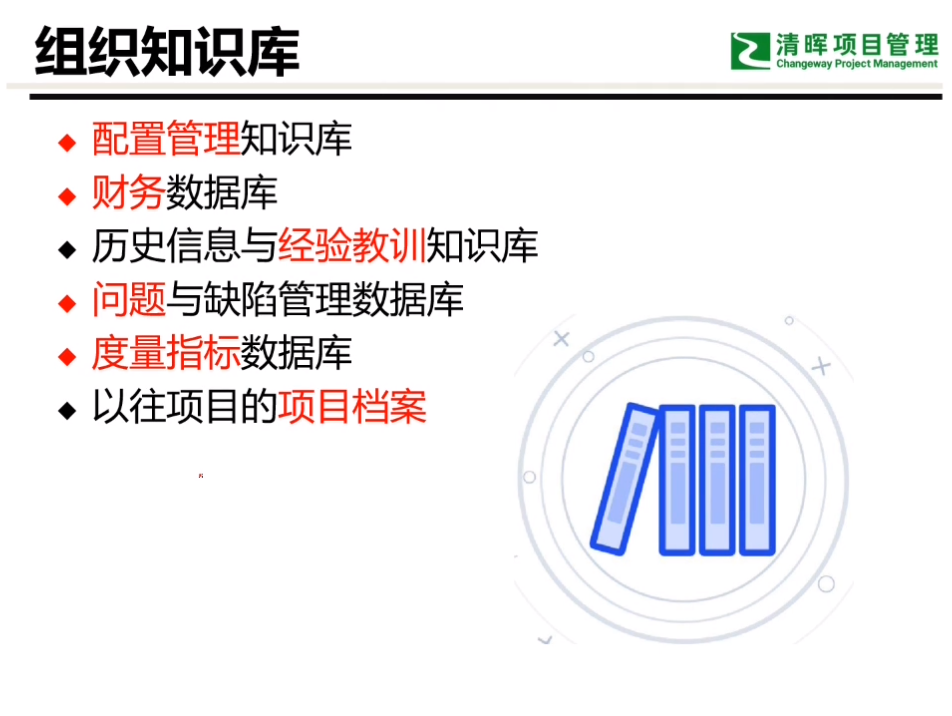 组织知识库
清晖项目管理
Changeway Project Management
配置管理知识库
财务数据库
历史信息与经验教训知识库
问题与缺陷管理数据库
度量指标数据库
以往项目的项目档案